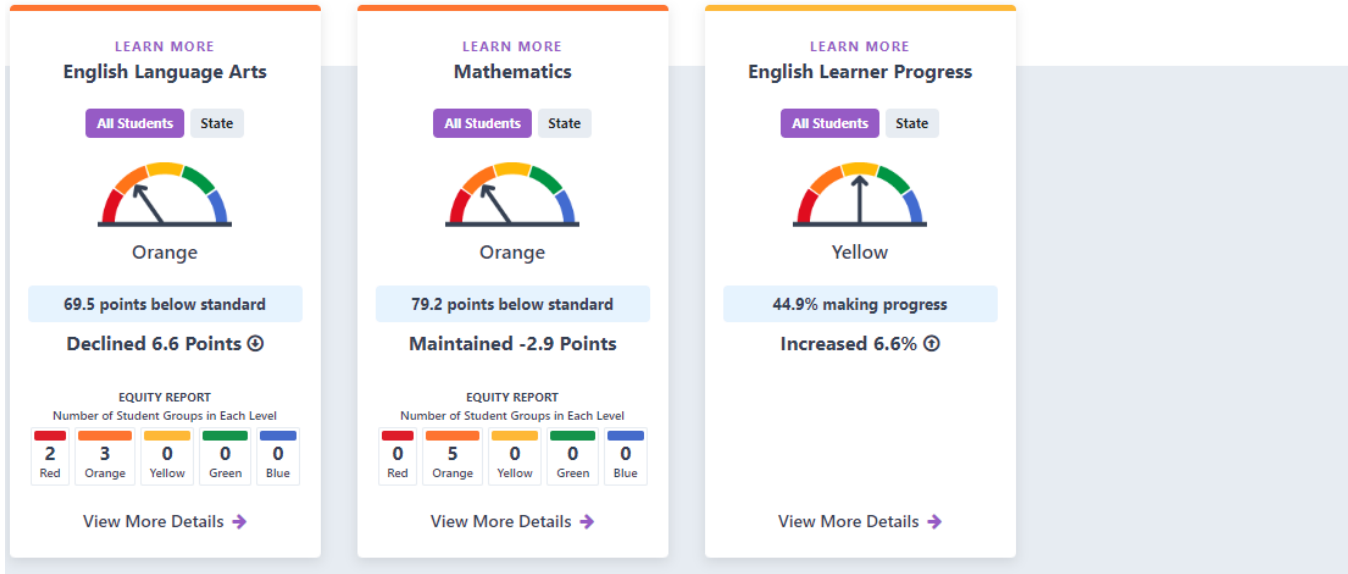 LEARN MORE
English Language Arts
All Students State
Orange
69.5 points below standard
Declined 6.6 Points
EQUITY REPORT
Number of Student Groups in Each Level
2 3 0 0 0
Red Orange Yellow Green Blue
View More Details
LEARN MORE
Mathematics
All Students State
Orange
79.2 points below standard
Maintained -2.9 Points
EQUITY REPORT
Number of Student Groups in Each Level
0 5 0 0 0
Red Orange Yellow Green Blue
View More Details
LEARN MORE
English Learner Progress
All Students State
Yellow
44.9% making progress
Increased 6.6%
View More Details